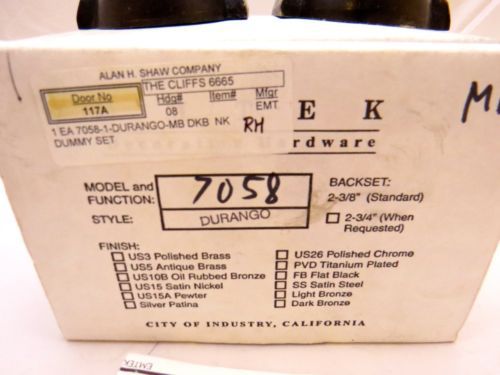 ALAN H. SHAW COMPANY
THE CLIFFS 6665
Door No Hdg# Item# Mfgr
117A 08 EMT
1 EA 7058-1-DURANGO-MB DKB NK RH
DUMMY SET
E K
rdware
M
MODEL and
FUNCTION:
7058
STYLE:
DURANGO
BACKSET:
2-3/8" (Standard)
2-3/4" (When
Requested)
FINISH:
US3 Polished Brass
US5 Antique Brass
US10B Oil Rubbed Bronze
US15 Satin Nickel
US15A Pewter
Silver Patina
US26 Polished Chrome
PVD Titanium Plated
FB Flat Black
SS Satin Steel
Light Bronze
Dark Bronze
CITY OF INDUSTRY, CALIFORNIA
EMTEK